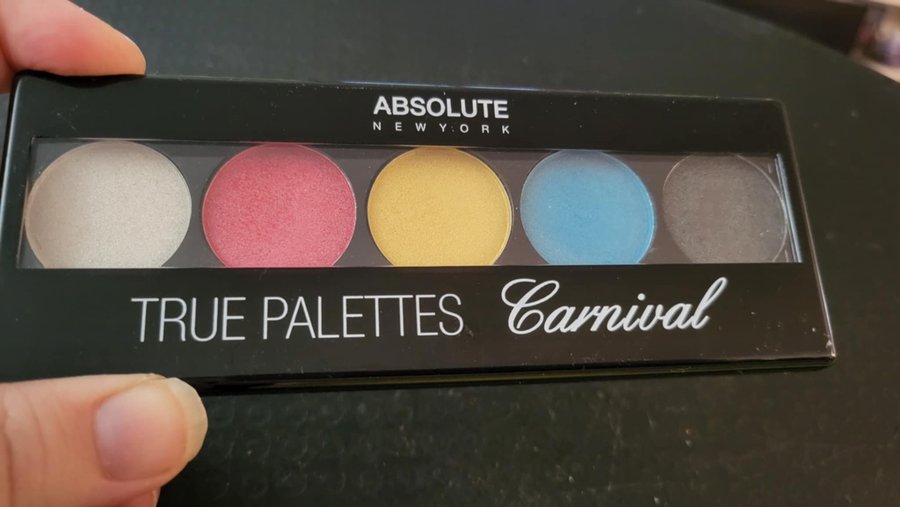 ABSOLUTE
NEW YORK
TRUE PALETTES Carnival